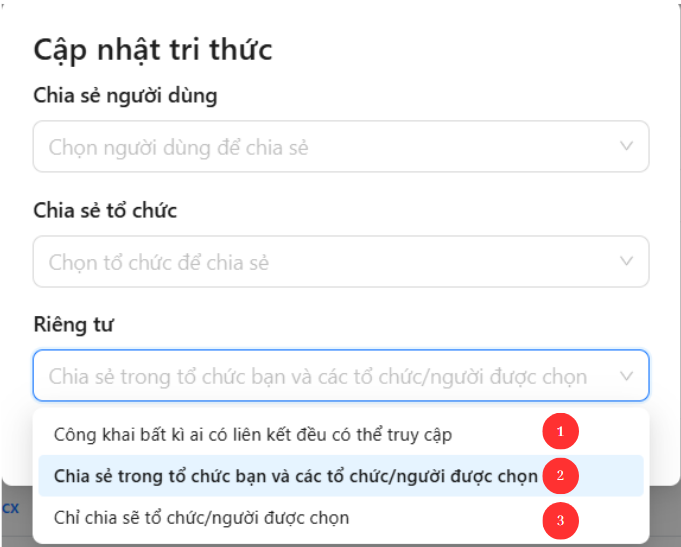 Cập nhật tri thức
Chia sẻ người dùng
Chọn người dùng để chia sẻ
Chia sẻ tổ chức
Chọn tổ chức để chia sẻ
Riêng tư
Chia sẻ trong tổ chức bạn và các tổ chức/người được chọn
Công khai bất kì ai có liên kết đều có thể truy cập 1
Chia sẻ trong tổ chức bạn và các tổ chức/người được chọn 2
cx
Chỉ chia sẽ tổ chức/người được chọn 3